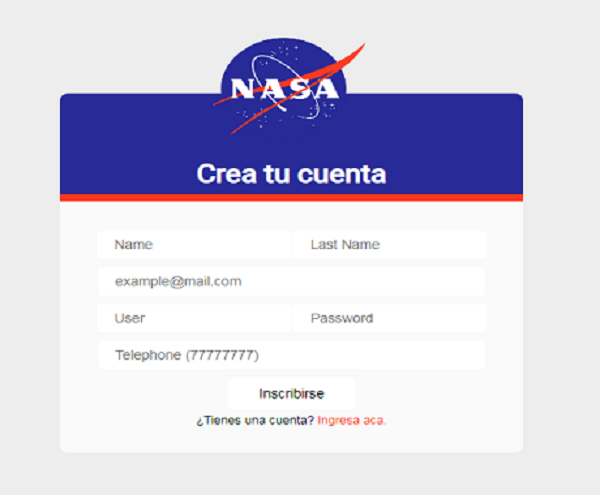 NASA
Crea tu cuenta
Name Last Name
example@mail.com
User Password
Telephone (77777777)
Inscribirse
¿Tienes una cuenta? Ingresa aca.